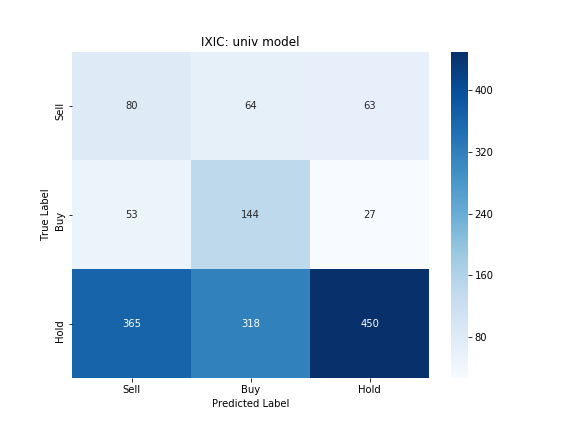 IXIC: univ model
Sell
80
64
63
400
320
True Label
Buy
53
144
27
240
160
Hold
365
318
450
80
Sell
Buy
Hold
Predicted Label